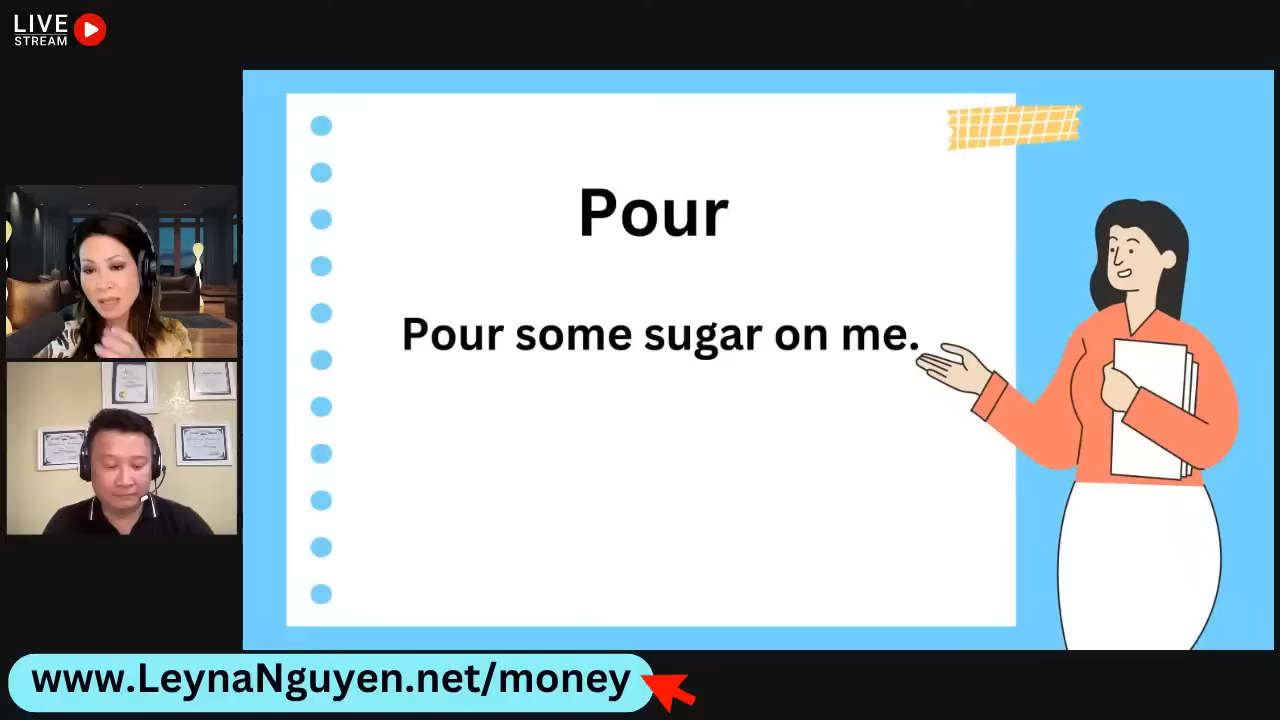 LIVE
STREAM
Pour
Pour some sugar on me.
www.LeynaNguyen.net/money